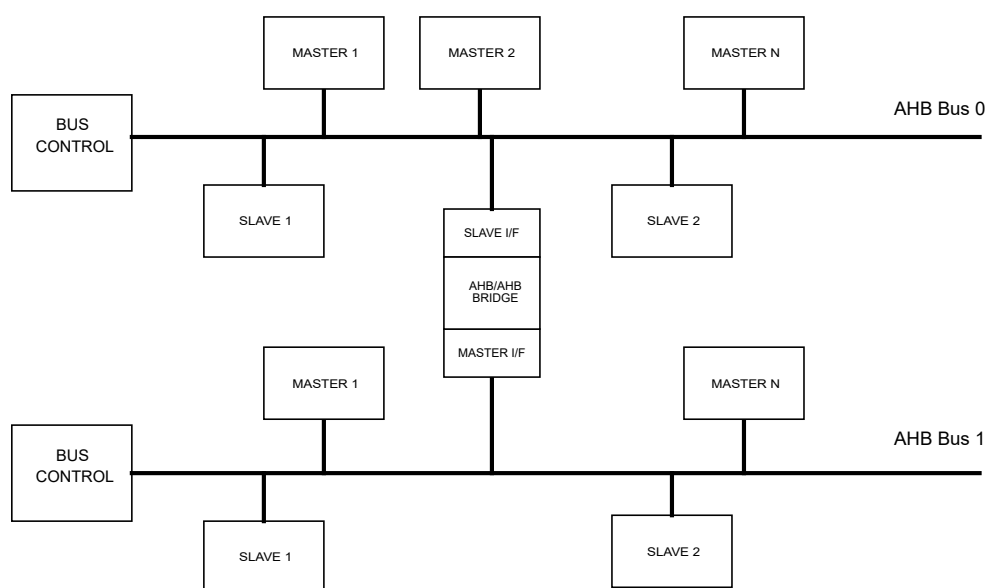 MASTER 1
MASTER 2
MASTER N
AHB Bus 0
BUS
CONTROL
SLAVE 1
SLAVE I/F
SLAVE 2
AHB/AHB
BRIDGE
MASTER I/F
MASTER 1
MASTER N
AHB Bus 1
BUS
CONTROL
SLAVE 1
SLAVE 2